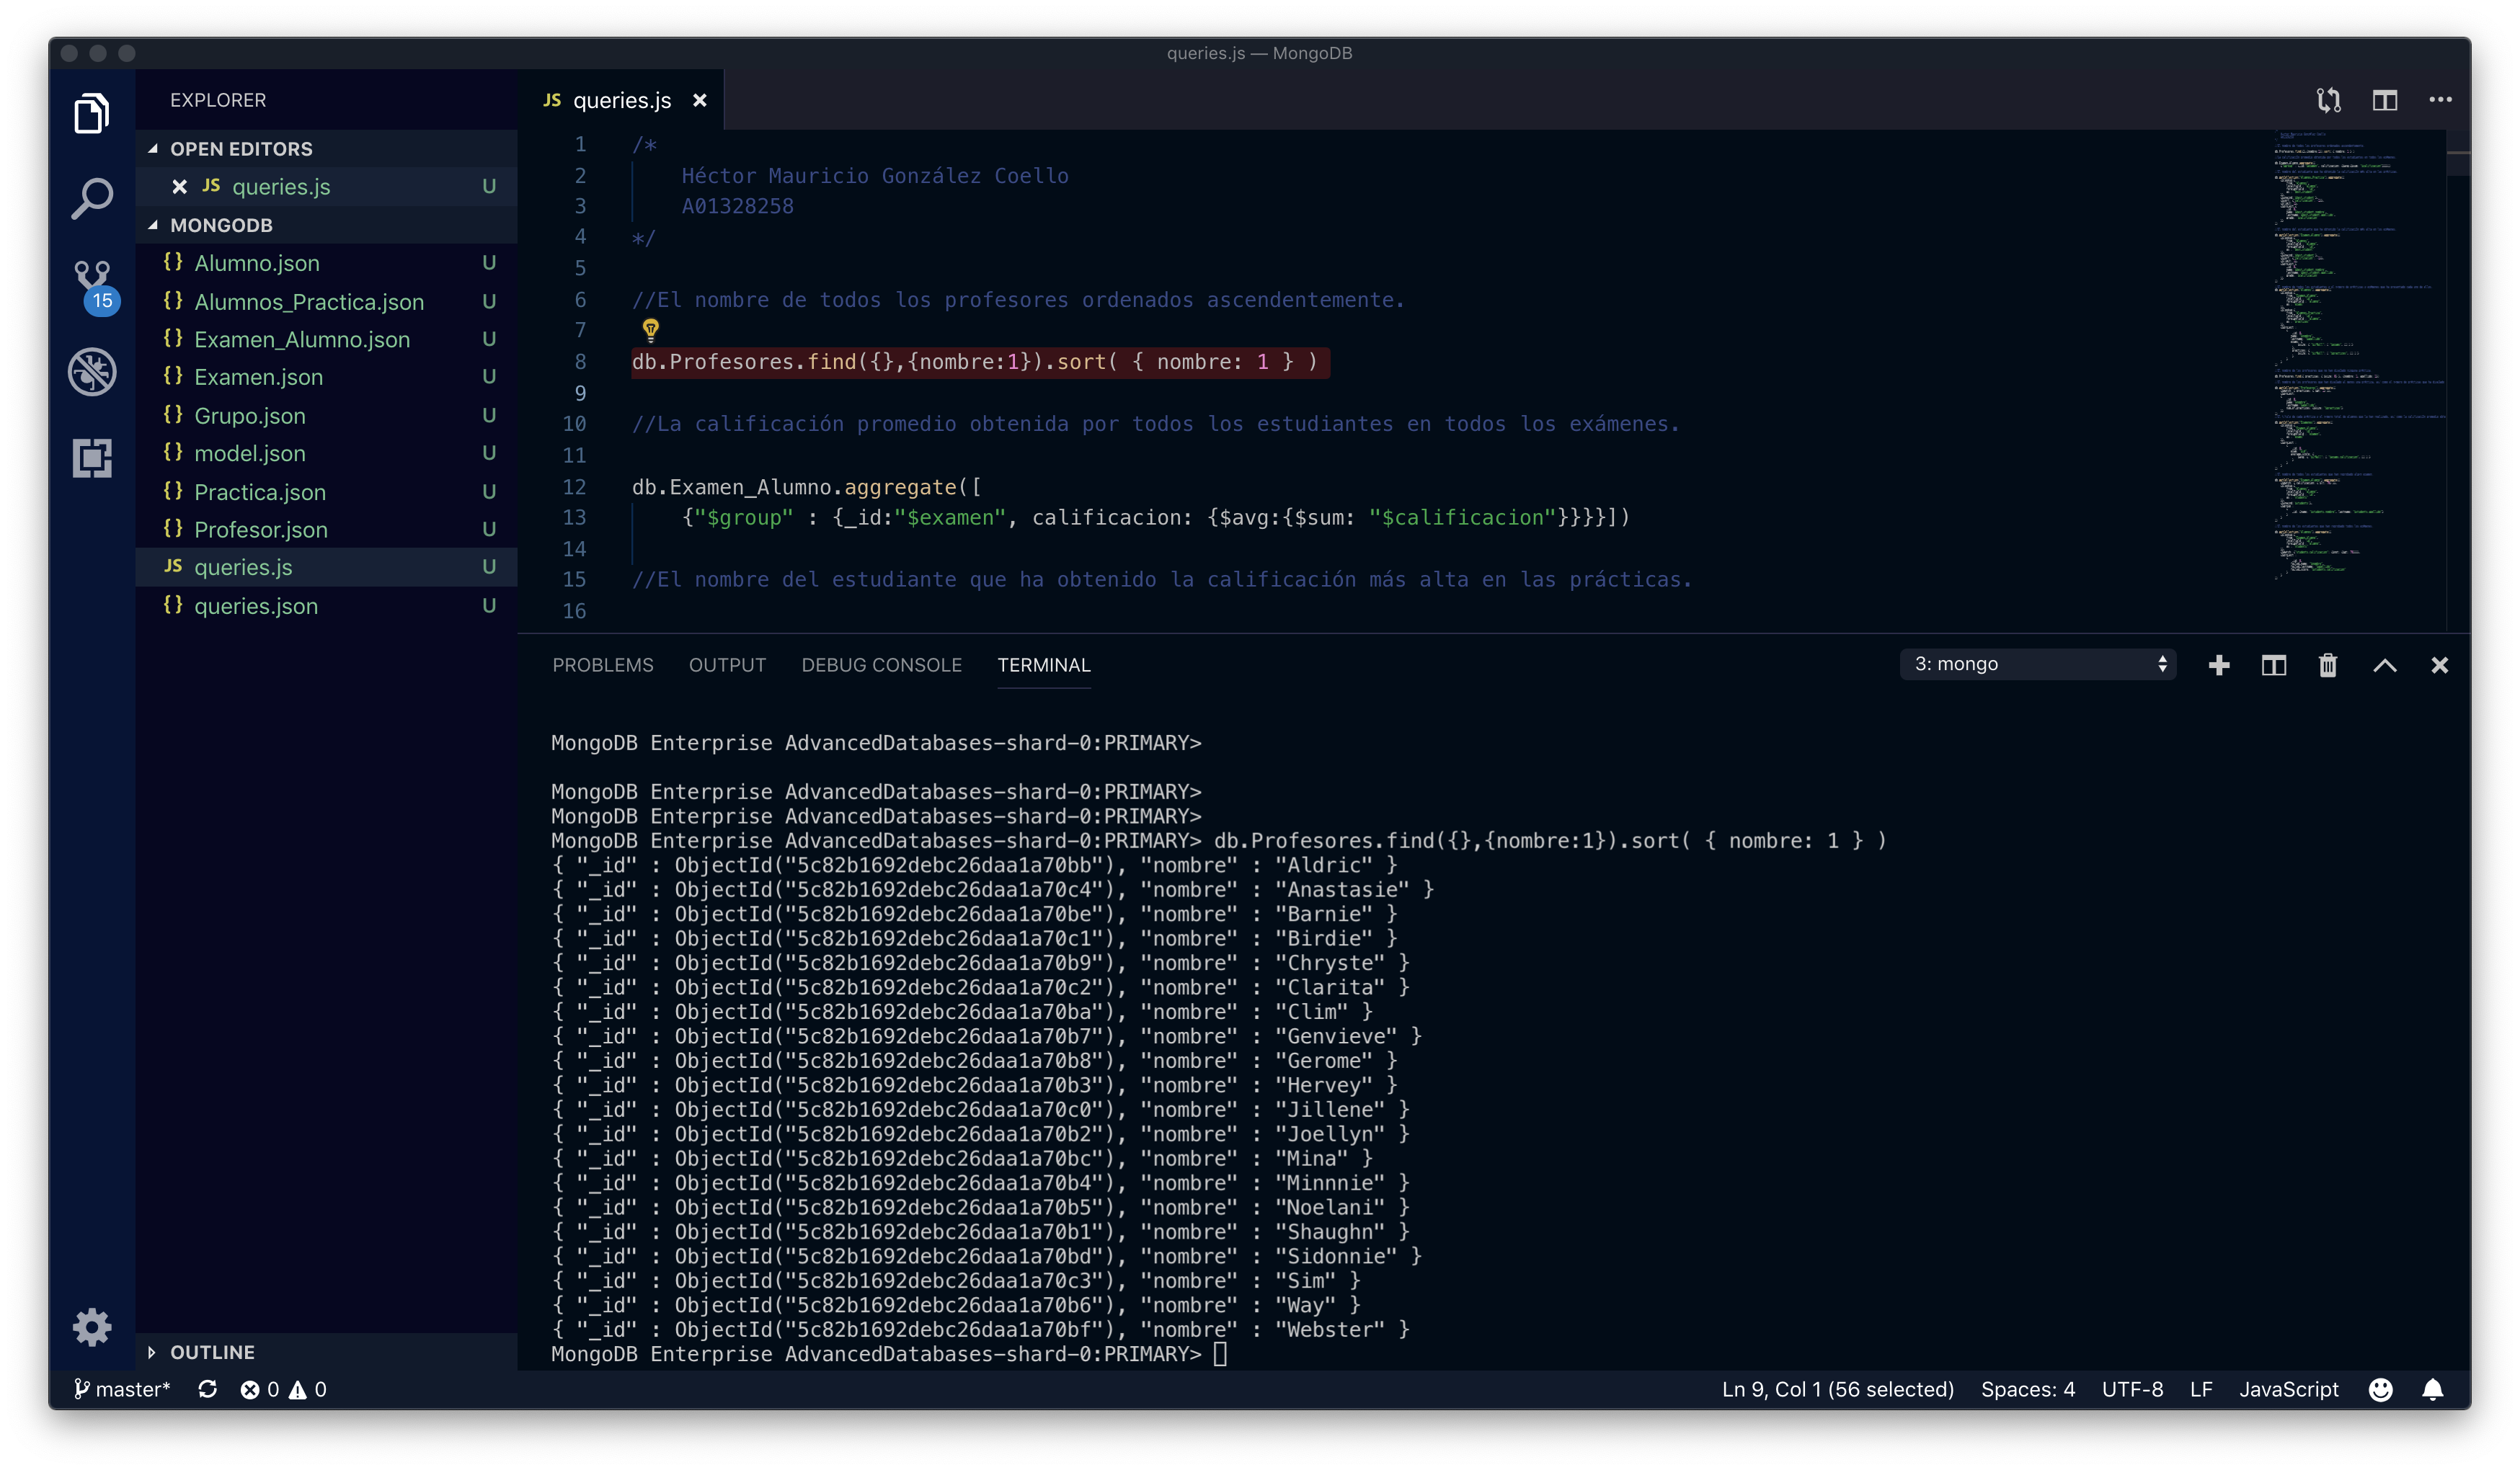 queries.js — MongoDB
EXPLORER
OPEN EDITORS
JS queries.js U
MONGODB
{} Alumno.json U
{} Alumnos_Practica.json U
{} Examen_Alumno.json U
{} Examen.json U
{} Grupo.json U
{} model.json U
{} Practica.json U
{} Profesor.json U
JS queries.js U
{} queries.json U
OUTLINE
15
JS queries.js
1 /*
2 Héctor Mauricio González Coello
3 A01328258
4 */
5
6 //El nombre de todos los profesores ordenados ascendentemente.
7
8 db.Profesores.find({},{nombre:1}).sort( { nombre: 1 } )
9
10 //La calificación promedio obtenida por todos los estudiantes en todos los exámenes.
11
12 db.Examen_Alumno.aggregate([
13 {"$group" : {_id:"$examen", calificacion: {$avg:{$sum: "$calificacion"}}}}])
14
15 //El nombre del estudiante que ha obtenido la calificación más alta en las prácticas.
16
PROBLEMS OUTPUT DEBUG CONSOLE TERMINAL 3: mongo
MongoDB Enterprise AdvancedDatabases-shard-0:PRIMARY>
MongoDB Enterprise AdvancedDatabases-shard-0:PRIMARY>
MongoDB Enterprise AdvancedDatabases-shard-0:PRIMARY>
MongoDB Enterprise AdvancedDatabases-shard-0:PRIMARY> db.Profesores.find({},{nombre:1}).sort( { nombre: 1 } )
{ "_id" : ObjectId("5c82b1692debc26daa1a70bb"), "nombre" : "Aldric" }
{ "_id" : ObjectId("5c82b1692debc26daa1a70c4"), "nombre" : "Anastasie" }
{ "_id" : ObjectId("5c82b1692debc26daa1a70be"), "nombre" : "Barnie" }
{ "_id" : ObjectId("5c82b1692debc26daa1a70c1"), "nombre" : "Birdie" }
{ "_id" : ObjectId("5c82b1692debc26daa1a70b9"), "nombre" : "Chryste" }
{ "_id" : ObjectId("5c82b1692debc26daa1a70c2"), "nombre" : "Clarita" }
{ "_id" : ObjectId("5c82b1692debc26daa1a70ba"), "nombre" : "Clim" }
{ "_id" : ObjectId("5c82b1692debc26daa1a70b7"), "nombre" : "Genvieve" }
{ "_id" : ObjectId("5c82b1692debc26daa1a70b8"), "nombre" : "Gerome" }
{ "_id" : ObjectId("5c82b1692debc26daa1a70b3"), "nombre" : "Hervey" }
{ "_id" : ObjectId("5c82b1692debc26daa1a70c0"), "nombre" : "Jillene" }
{ "_id" : ObjectId("5c82b1692debc26daa1a70b2"), "nombre" : "Joellyn" }
{ "_id" : ObjectId("5c82b1692debc26daa1a70bc"), "nombre" : "Mina" }
{ "_id" : ObjectId("5c82b1692debc26daa1a70b4"), "nombre" : "Minnnie" }
{ "_id" : ObjectId("5c82b1692debc26daa1a70b5"), "nombre" : "Noelani" }
{ "_id" : ObjectId("5c82b1692debc26daa1a70b1"), "nombre" : "Shaughn" }
{ "_id" : ObjectId("5c82b1692debc26daa1a70bd"), "nombre" : "Sidonnie" }
{ "_id" : ObjectId("5c82b1692debc26daa1a70c3"), "nombre" : "Sim" }
{ "_id" : ObjectId("5c82b1692debc26daa1a70b6"), "nombre" : "Way" }
{ "_id" : ObjectId("5c82b1692debc26daa1a70bf"), "nombre" : "Webster" }
MongoDB Enterprise AdvancedDatabases-shard-0:PRIMARY>
master* 0 0 Ln 9, Col 1 (56 selected) Spaces: 4 UTF-8 LF JavaScript